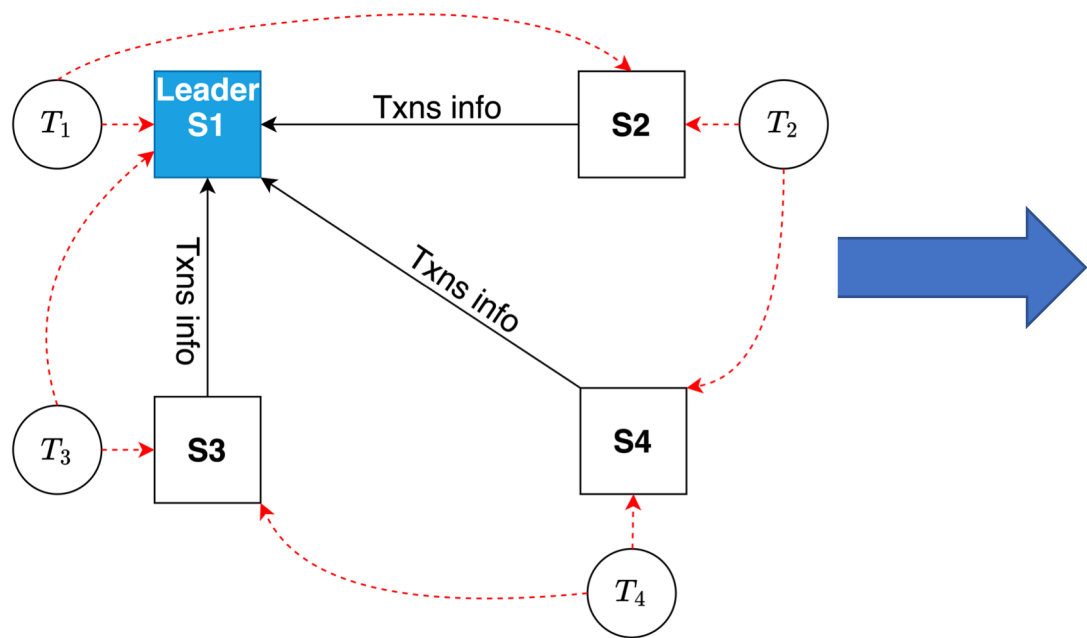 Leader
S1
T₁
Txns info
S2
T₂
Txns info
Txns info
T₃
S3
S4
T₄